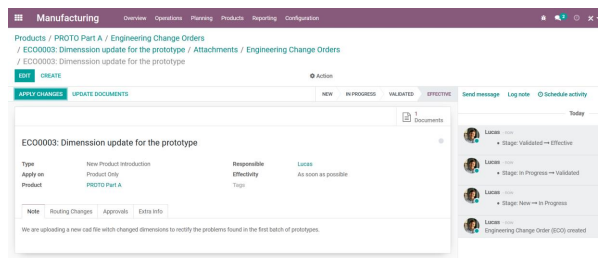 Manufacturing Overview Operations Planning Products Reporting Configuration 2
Products / PROTO Part A / Engineering Change Orders
/ ECO0003: Dimenssion update for the prototype / Attachments / Engineering Change Orders
/ ECO0003: Dimenssion update for the prototype
EDIT CREATE Action
APPLY CHANGES UPDATE DOCUMENTS NEW IN PROGRESS VALIDATED EFFECTIVE Send message Log note Schedule activity
1
Documents
Today
ECO0003: Dimenssion update for the prototype
Type New Product Introduction Responsible Lucas
Apply on Product Only Effectivity As soon as possible
Product PROTO Part A Tags
Note Routing Changes Approvals Extra Info
We are uploading a new cad file witch changed dimensions to rectify the problems found in the first batch of prototypes.
Lucas - now
• Stage: Validated → Effective
Lucas - now
• Stage: In Progress → Validated
Lucas - now
• Stage: New → In Progress
Lucas - now
Engineering Change Order (ECO) created